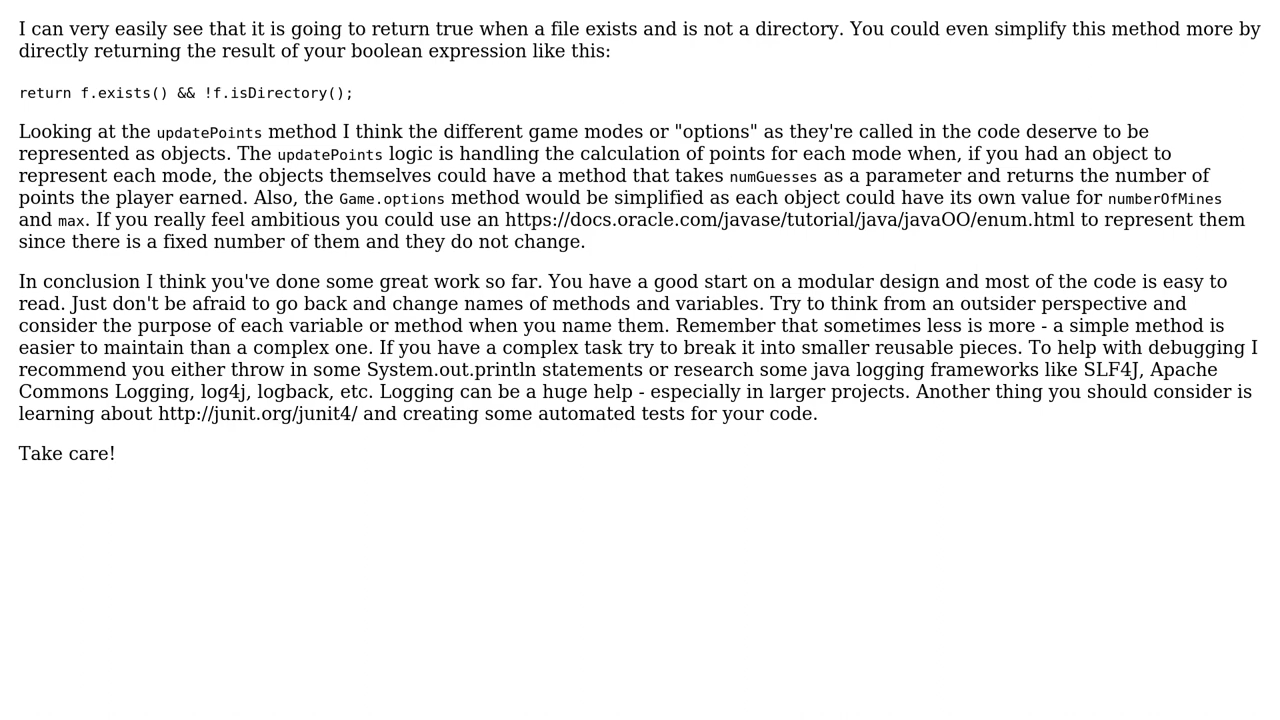 I can very easily see that it is going to return true when a file exists and is not a directory. You could even simplify this method more by
directly returning the result of your boolean expression like this:
return f.exists() && !f.isDirectory();
Looking at the updatePoints method I think the different game modes or "options" as they're called in the code deserve to be
represented as objects. The updatePoints logic is handling the calculation of points for each mode when, if you had an object to
represent each mode, the objects themselves could have a method that takes numGuesses as a parameter and returns the number of
points the player earned. Also, the Game.options method would be simplified as each object could have its own value for numberOfMines
and max. If you really feel ambitious you could use an https://docs.oracle.com/javase/tutorial/java/javaOO/enum.html to represent them
since there is a fixed number of them and they do not change.
In conclusion I think you've done some great work so far. You have a good start on a modular design and most of the code is easy to
read. Just don't be afraid to go back and change names of methods and variables. Try to think from an outsider perspective and
consider the purpose of each variable or method when you name them. Remember that sometimes less is more - a simple method is
easier to maintain than a complex one. If you have a complex task try to break it into smaller reusable pieces. To help with debugging I
recommend you either throw in some System.out.println statements or research some java logging frameworks like SLF4J, Apache
Commons Logging, log4j, logback, etc. Logging can be a huge help - especially in larger projects. Another thing you should consider is
learning about http://junit.org/junit4/ and creating some automated tests for your code.
Take care!